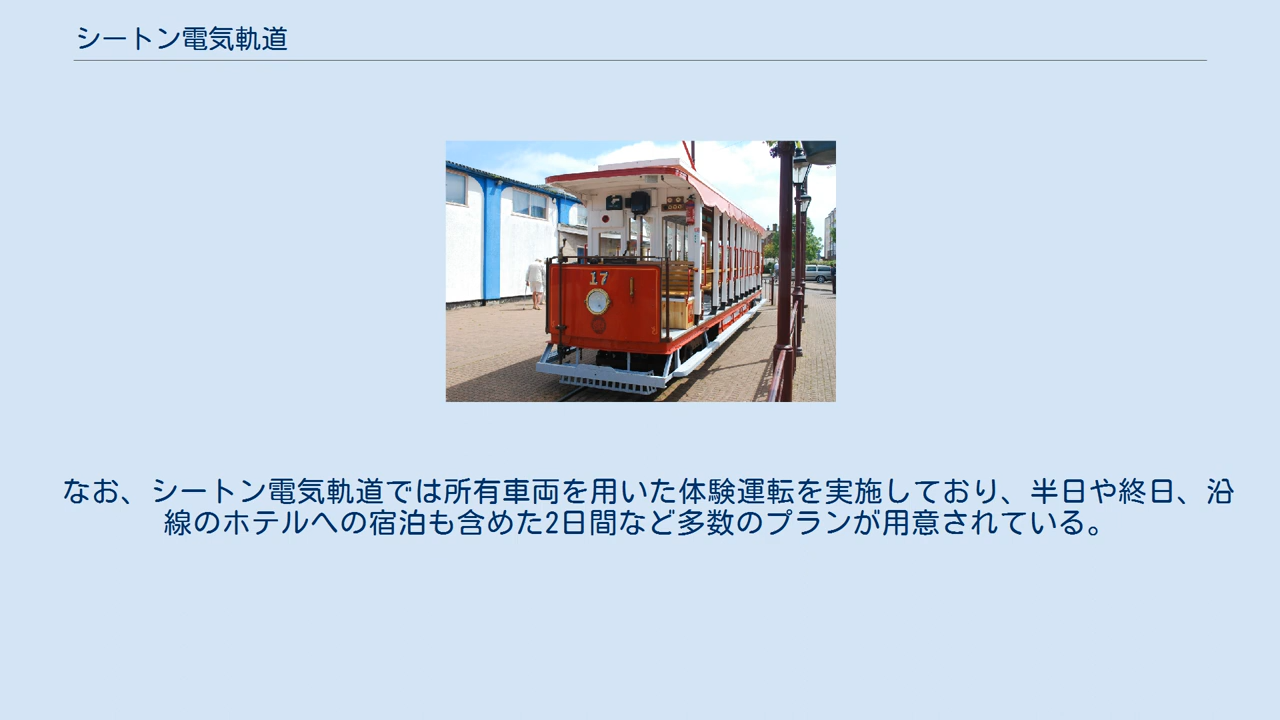 シートン電気軌道
17
なお、シートン電気軌道では所有車両を用いた体験運転を実施しており、半日や終日、沿
線のホテルへの宿泊も含めた2日間など多数のプランが用意されている。